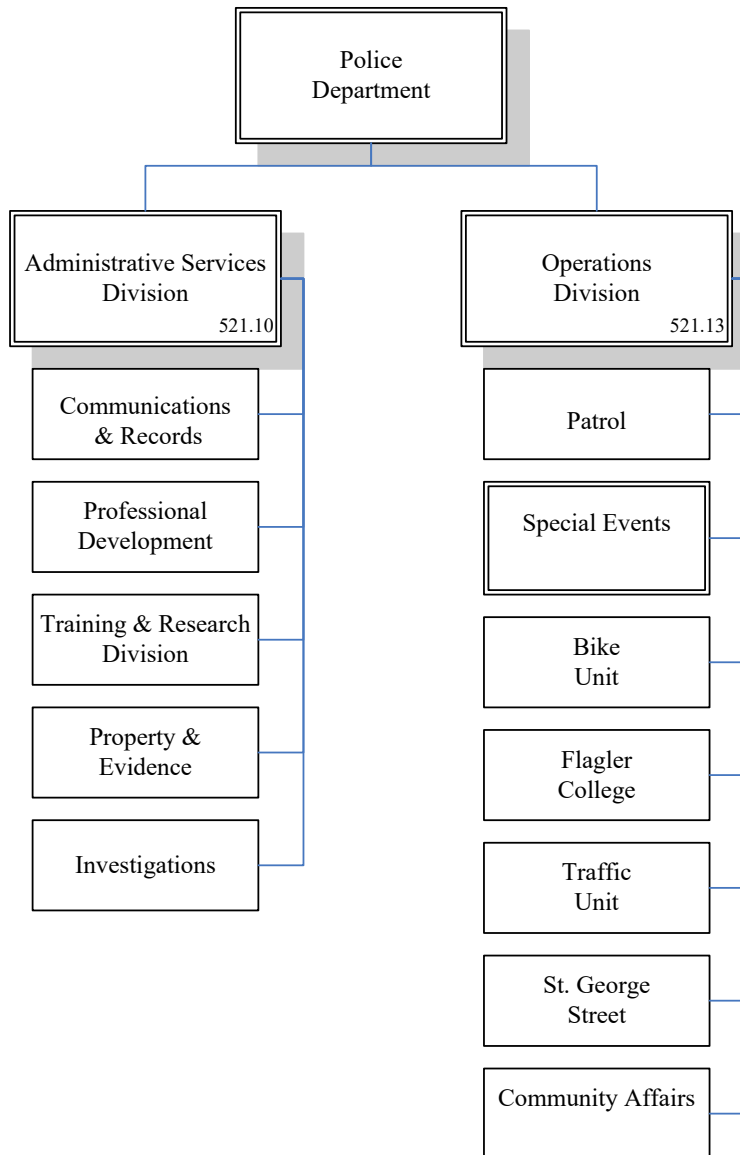 Police
Department
Administrative Services
Division
521.10
Communications
& Records
Professional
Development
Training & Research
Division
Property &
Evidence
Investigations
Operations
Division
521.13
Patrol
Special Events
Bike
Unit
Flagler
College
Traffic
Unit
St. George
Street
Community Affairs